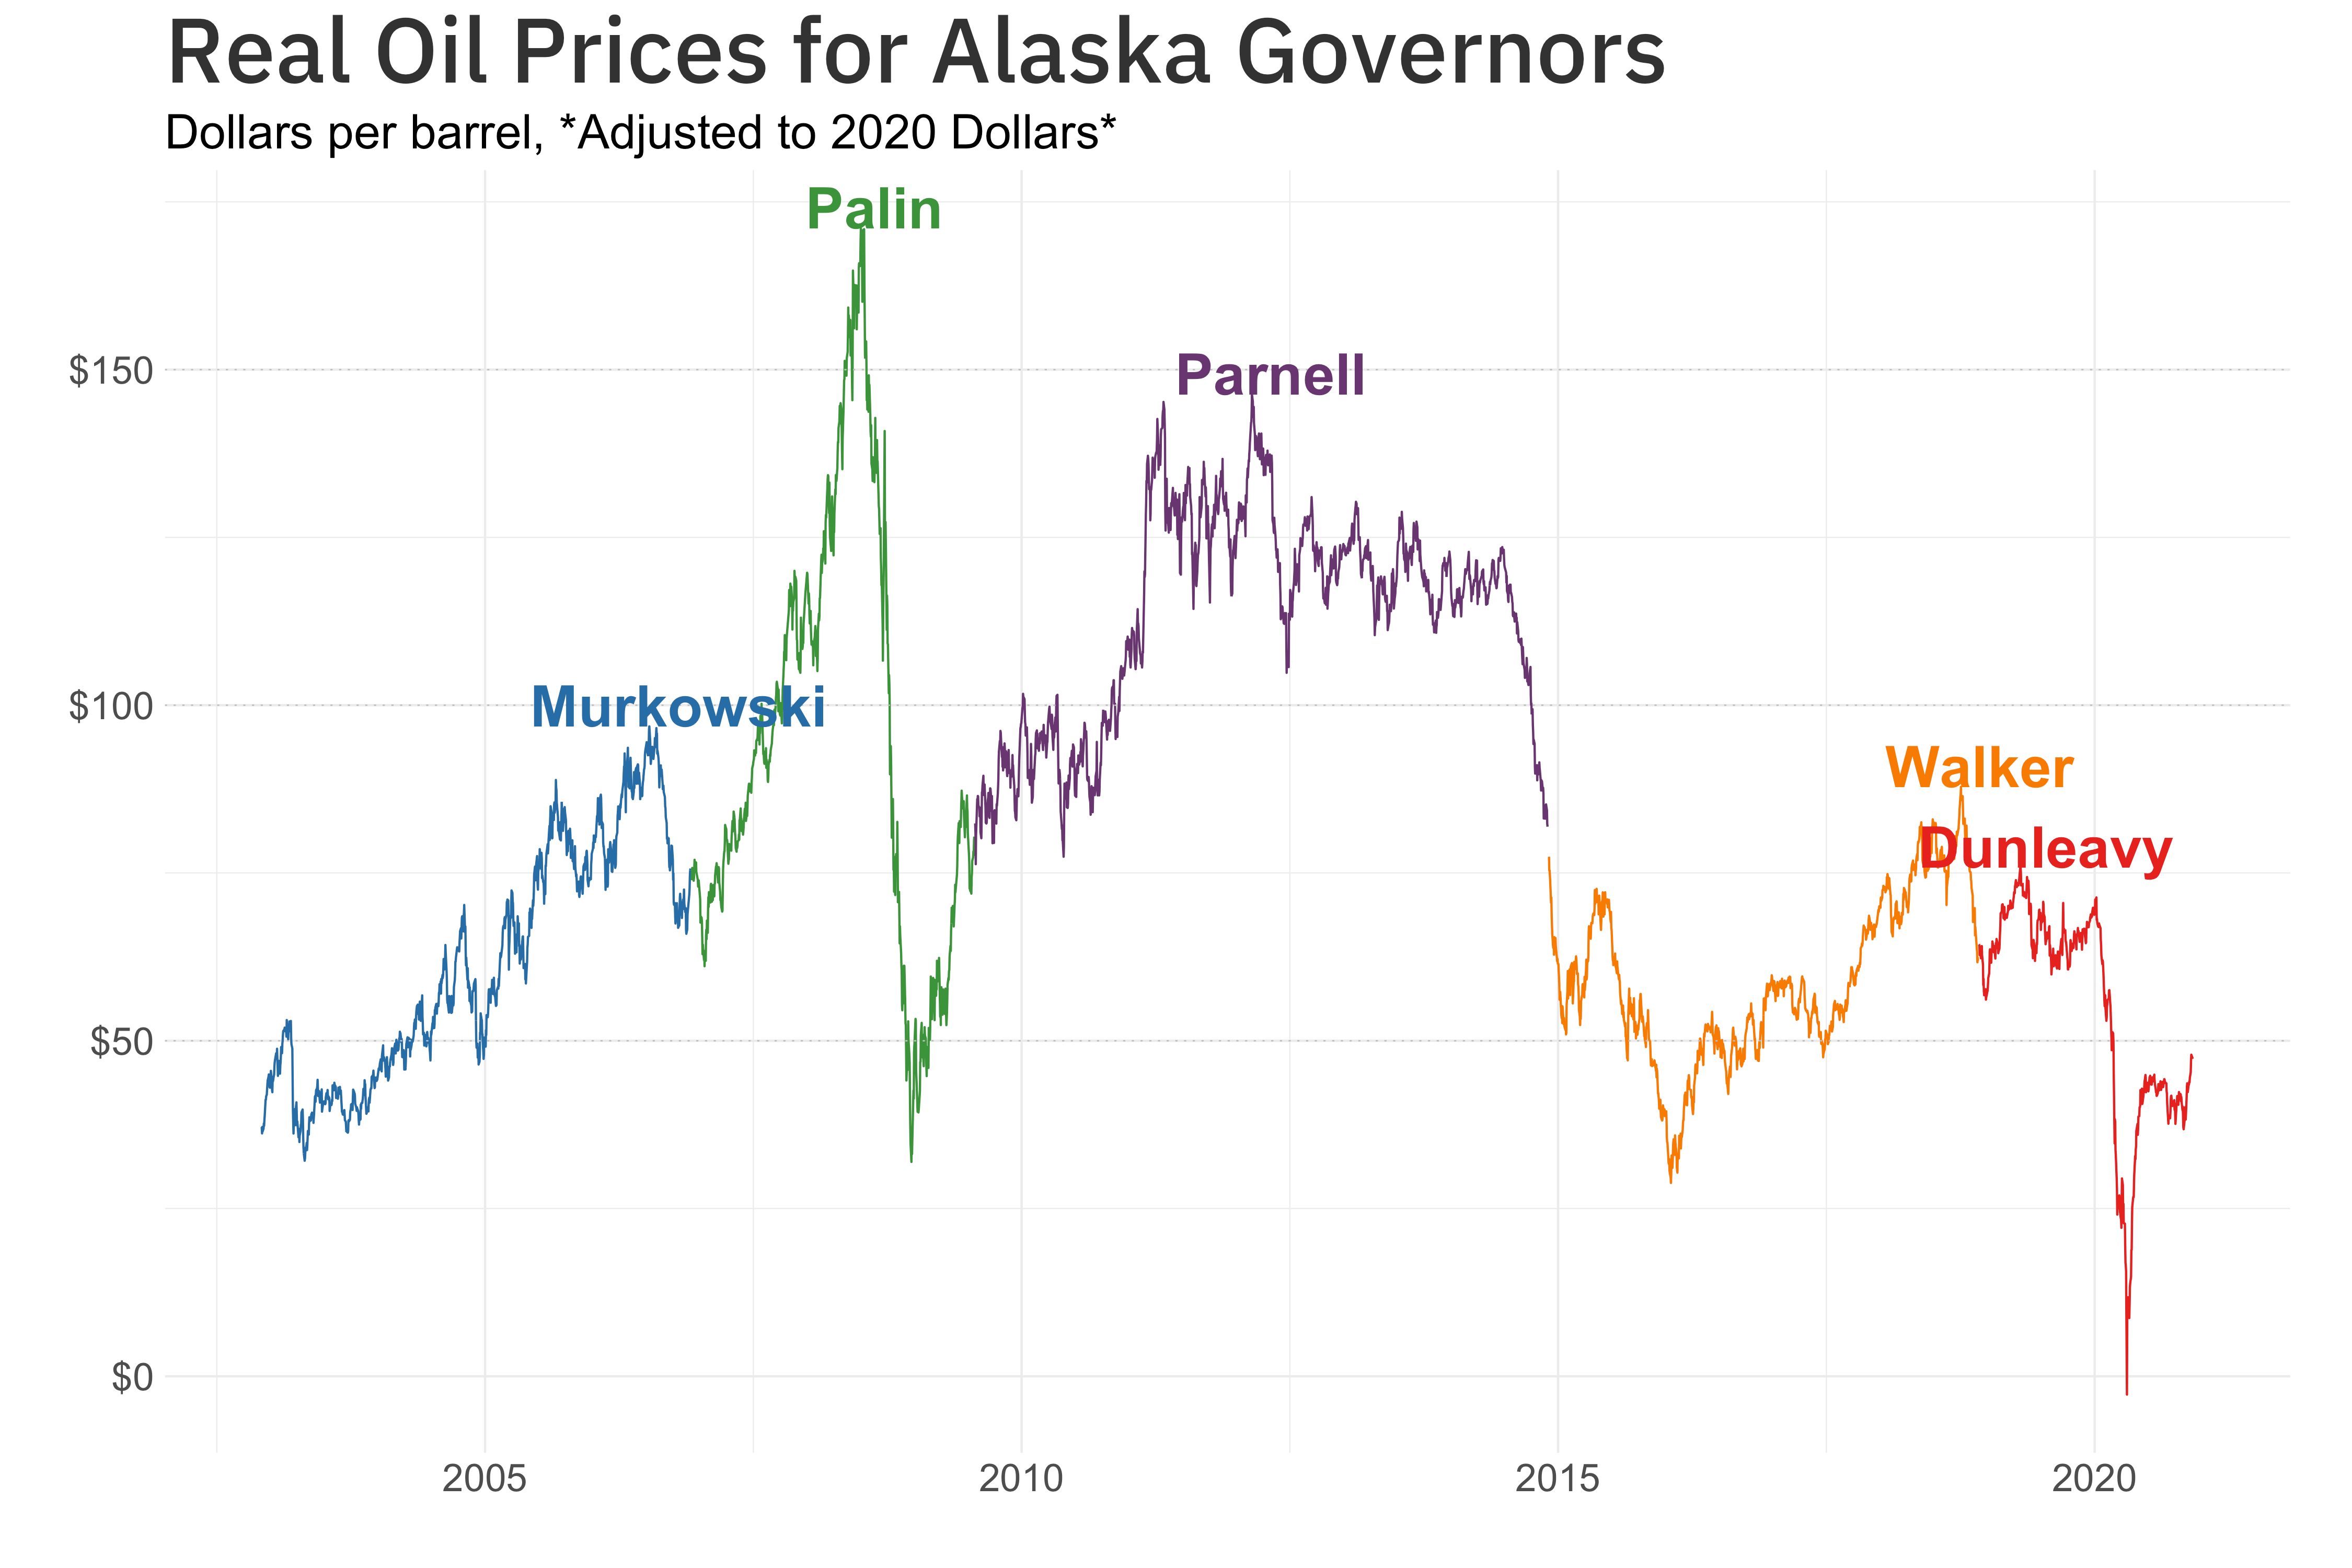 Real Oil Prices for Alaska Governors
Dollars per barrel, *Adjusted to 2020 Dollars*
Palin
$150
Parnell
$100
Murkowski
Walker
Dunleavy
$50
$0
2005
2010
2015
2020